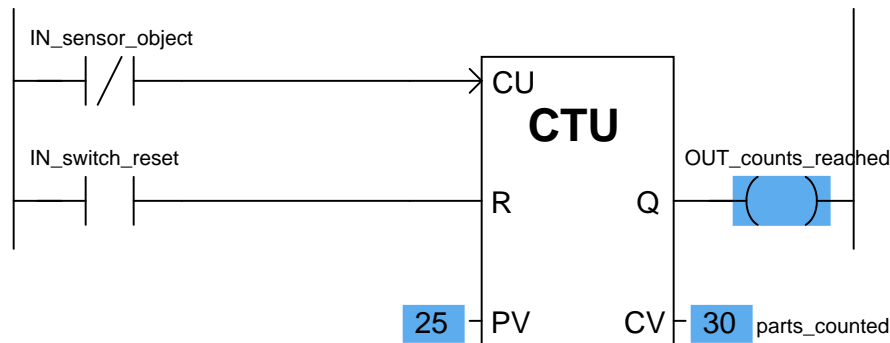 IN_sensor_object
CU
CTU
IN_switch_reset
OUT_counts_reached
R
Q
25
PV
CV
30
parts_counted